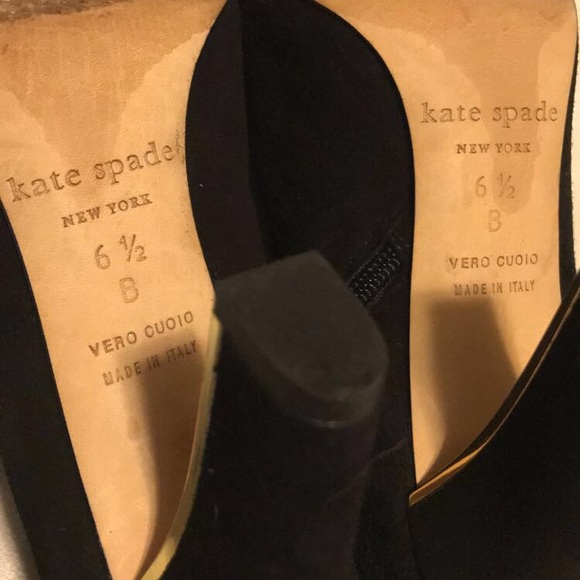 kate spade
NEW YORK
6 ½
B
VERO CUOIO
MADE IN ITALY
kate spade
NEW YORK
6 ½
B
VERO CUOIO
MADE IN ITALY